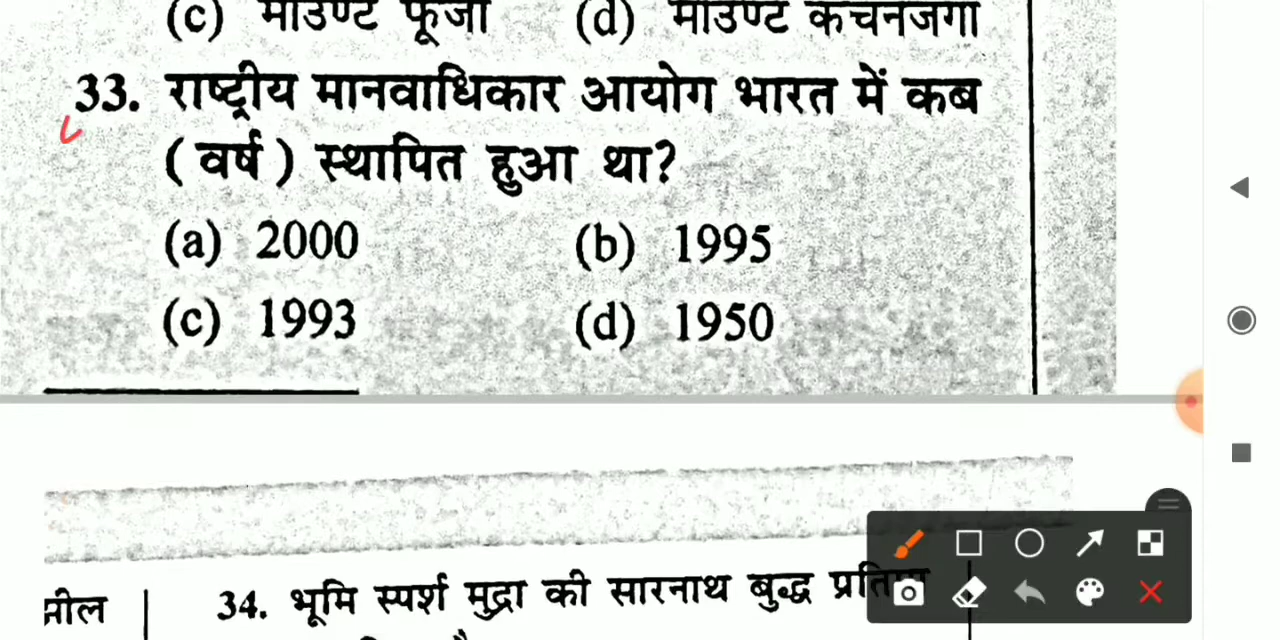 (c) माउण्ट फूजी (d) माउण्ट कंचनजंगा
33. राष्ट्रीय मानवाधिकार आयोग भारत में कब
( वर्ष ) स्थापित हुआ था?
(a) 2000 (b) 1995
(c) 1993 (d) 1950
34. भूमि स्पर्श मुद्रा की सारनाथ बुद्ध